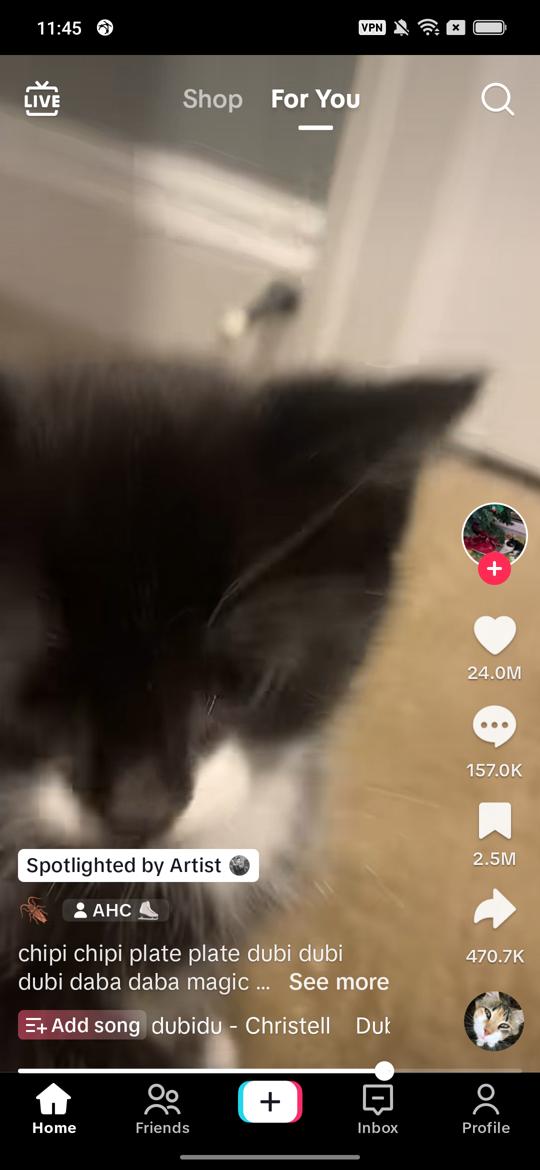 11:45
VPN
LIVE
Shop
For You
24.0M
157.0K
2.5M
470.7K
Spotlighted by Artist
🪳 AHC ⛸️
chipi chipi plate plate dubi dubi
dubi daba daba magic ... See more
Add song dubidu - Christell Dub
Home
Friends
Inbox
Profile